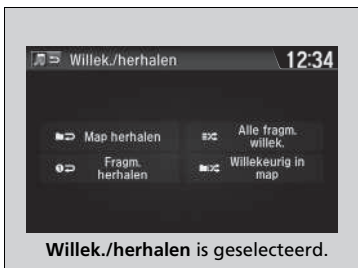 Willek./herhalen
12:34
Map herhalen
Alle fragm.
willek.
Fragm.
herhalen
Willekeurig in
map
Willek./herhalen is geselecteerd.